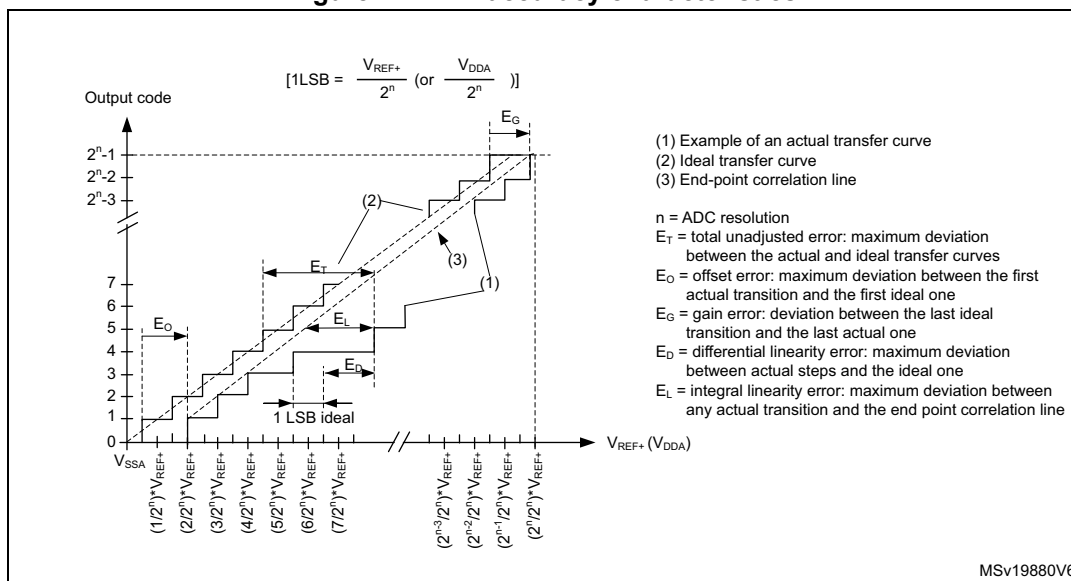 [1LSB = V_REF+ / 2^n (or V_DDA / 2^n )]
Output code
E_G
2^n-1
2^n-2
2^n-3
(1) Example of an actual transfer curve
(2) Ideal transfer curve
(3) End-point correlation line
n = ADC resolution
E_T = total unadjusted error: maximum deviation
between the actual and ideal transfer curves
E_O = offset error: maximum deviation between the first
actual transition and the first ideal one
E_G = gain error: deviation between the last ideal
transition and the last actual one
E_D = differential linearity error: maximum deviation
between actual steps and the ideal one
E_L = integral linearity error: maximum deviation between
any actual transition and the end point correlation line
(2)
(3)
(1)
E_T
7
6
5
4
3
2
1
0
E_O
E_L
E_D
1 LSB ideal
V_SSA
V_REF+ (V_DDA)
(1/2^n)*V_REF+
(2/2^n)*V_REF+
(3/2^n)*V_REF+
(4/2^n)*V_REF+
(5/2^n)*V_REF+
(6/2^n)*V_REF+
(7/2^n)*V_REF+
(2^n-3/2^n)*V_REF+
(2^n-2/2^n)*V_REF+
(2^n-1/2^n)*V_REF+
(2^n/2^n)*V_REF+
MSv19880V6